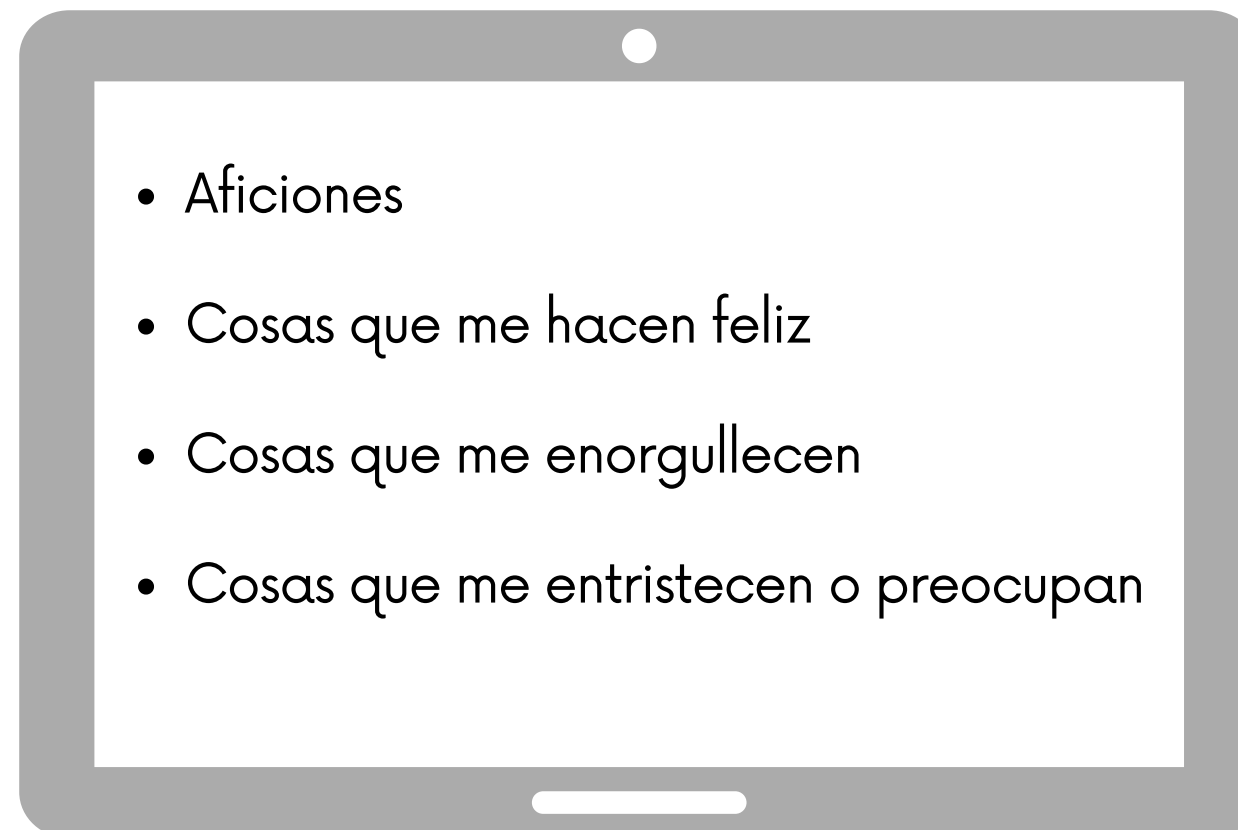 • Aficiones
• Cosas que me hacen feliz
• Cosas que me enorgullecen
• Cosas que me entristecen o preocupan